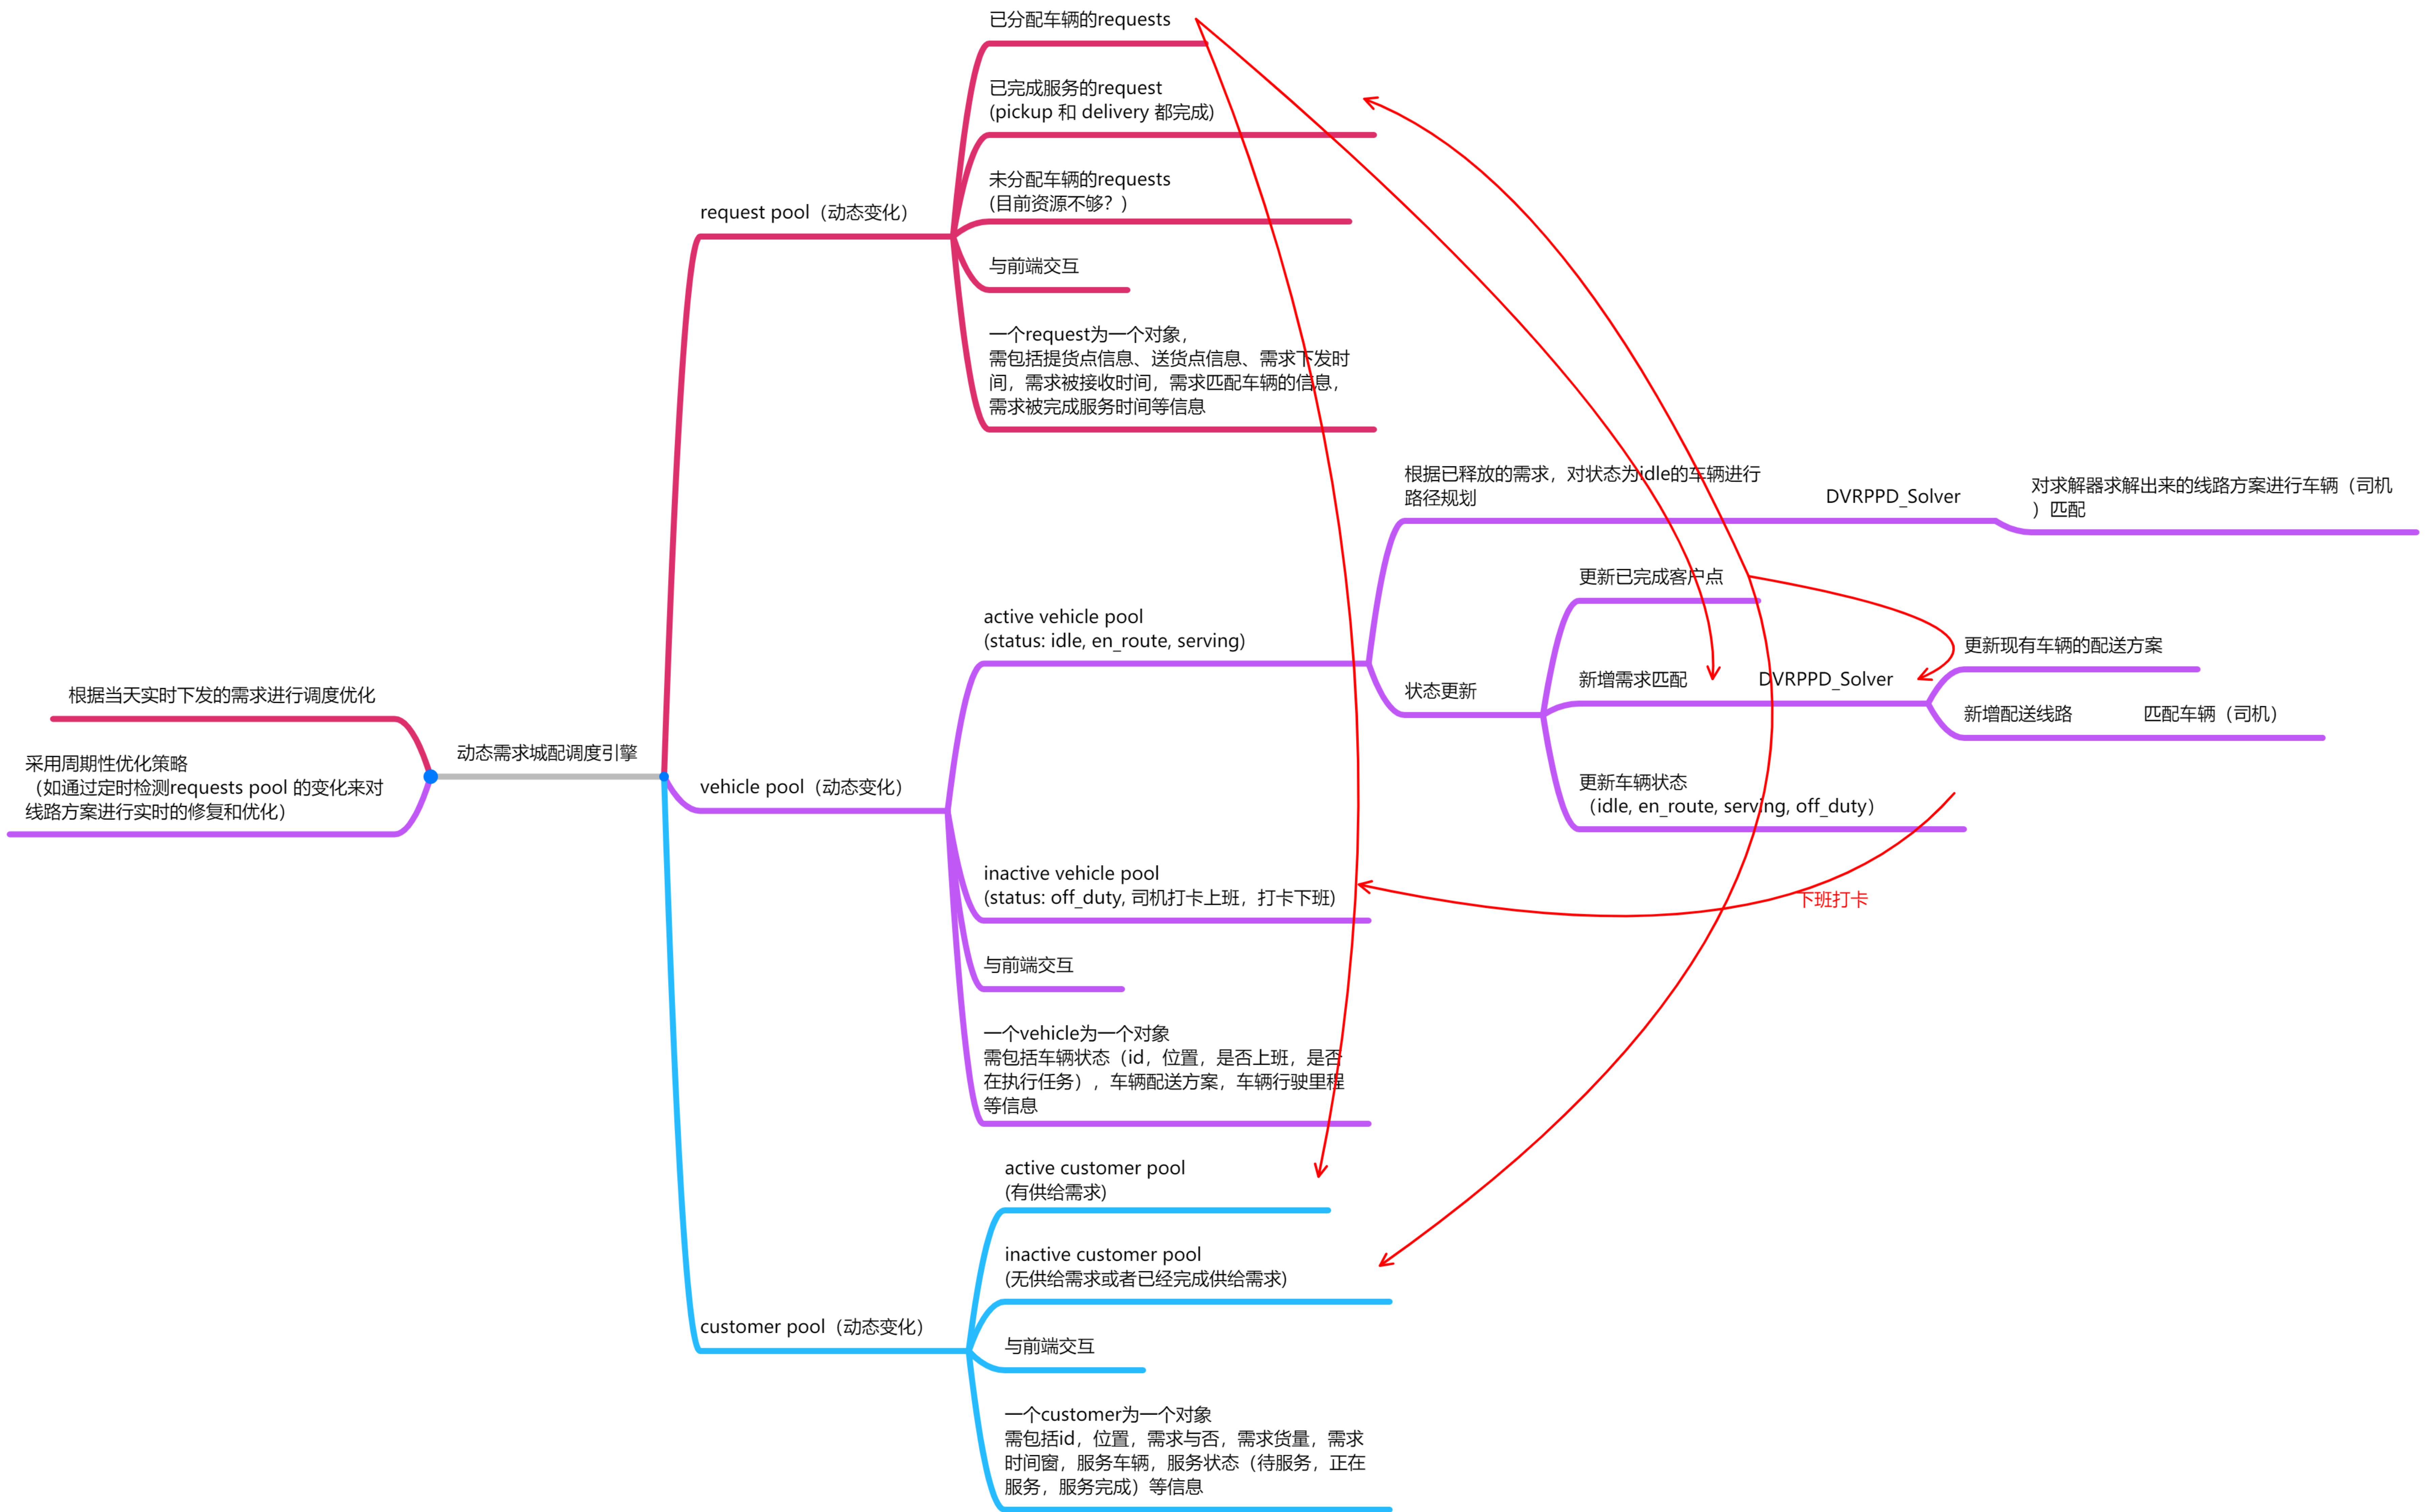 根据当天实时下发的需求进行调度优化
采用周期性优化策略
（如通过定时检测requests pool 的变化来对
线路方案进行实时的修复和优化）
动态需求城配调度引擎
request pool（动态变化）
已分配车辆的requests
已完成服务的request
(pickup 和 delivery 都完成)
未分配车辆的requests
(目前资源不够？)
与前端交互
一个request为一个对象，
需包括提货点信息、送货点信息、需求下发时
间，需求被接收时间，需求匹配车辆的信息，
需求被完成服务时间等信息
vehicle pool（动态变化）
active vehicle pool
(status: idle, en_route, serving)
根据已释放的需求，对状态为idle的车辆进行
路径规划
DVRPPD_Solver
对求解器求解出来的线路方案进行车辆（司机
）匹配
状态更新
更新已完成客户点
新增需求匹配
DVRPPD_Solver
更新现有车辆的配送方案
新增配送线路
匹配车辆（司机）
更新车辆状态
（idle, en_route, serving, off_duty）
下班打卡
inactive vehicle pool
(status: off_duty, 司机打卡上班，打卡下班)
与前端交互
一个vehicle为一个对象
需包括车辆状态（id，位置，是否上班，是否
在执行任务），车辆配送方案，车辆行驶里程
等信息
customer pool（动态变化）
active customer pool
(有供给需求)
inactive customer pool
(无供给需求或者已经完成供给需求)
与前端交互
一个customer为一个对象
需包括id，位置，需求与否，需求货量，需求
时间窗，服务车辆，服务状态（待服务，正在
服务，服务完成）等信息